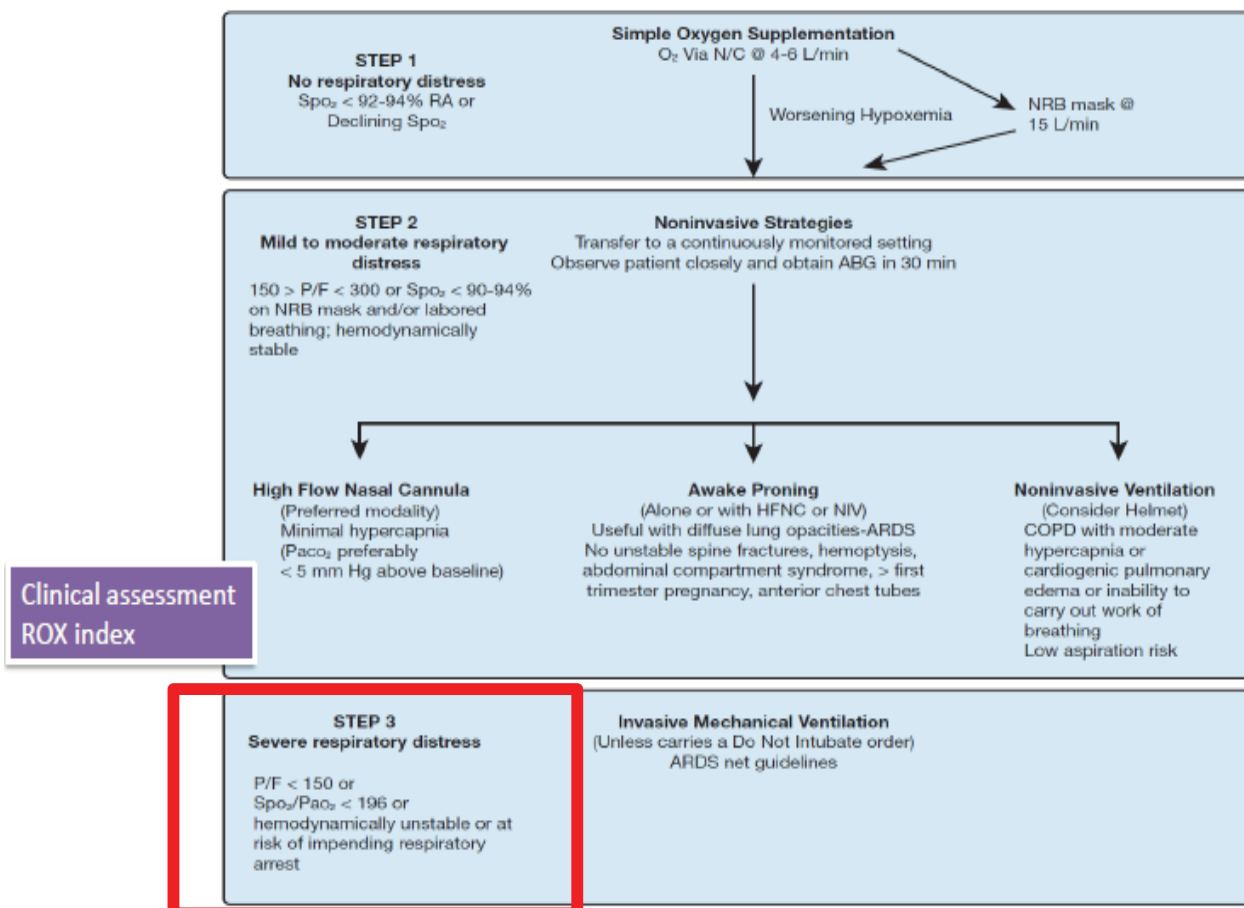 STEP 1
No respiratory distress
Spo₂ < 92-94% RA or
Declining Spo₂
Simple Oxygen Supplementation
O₂ Via N/C @ 4-6 L/min
Worsening Hypoxemia
NRB mask @
15 L/min
STEP 2
Mild to moderate respiratory
distress
150 > P/F < 300 or Spo₂ < 90-94%
on NRB mask and/or labored
breathing; hemodynamically
stable
Noninvasive Strategies
Transfer to a continuously monitored setting
Observe patient closely and obtain ABG in 30 min
High Flow Nasal Cannula
(Preferred modality)
Minimal hypercapnia
(Paco₂ preferably
< 5 mm Hg above baseline)
Awake Proning
(Alone or with HFNC or NIV)
Useful with diffuse lung opacities-ARDS
No unstable spine fractures, hemoptysis,
abdominal compartment syndrome, > first
trimester pregnancy, anterior chest tubes
Noninvasive Ventilation
(Consider Helmet)
COPD with moderate
hypercapnia or
cardiogenic pulmonary
edema or inability to
carry out work of
breathing
Low aspiration risk
Clinical assessment
ROX index
STEP 3
Severe respiratory distress
P/F < 150 or
Spo₂/Pao₂ < 196 or
hemodynamically unstable or at
risk of impending respiratory
arrest
Invasive Mechanical Ventilation
(Unless carries a Do Not Intubate order)
ARDS net guidelines